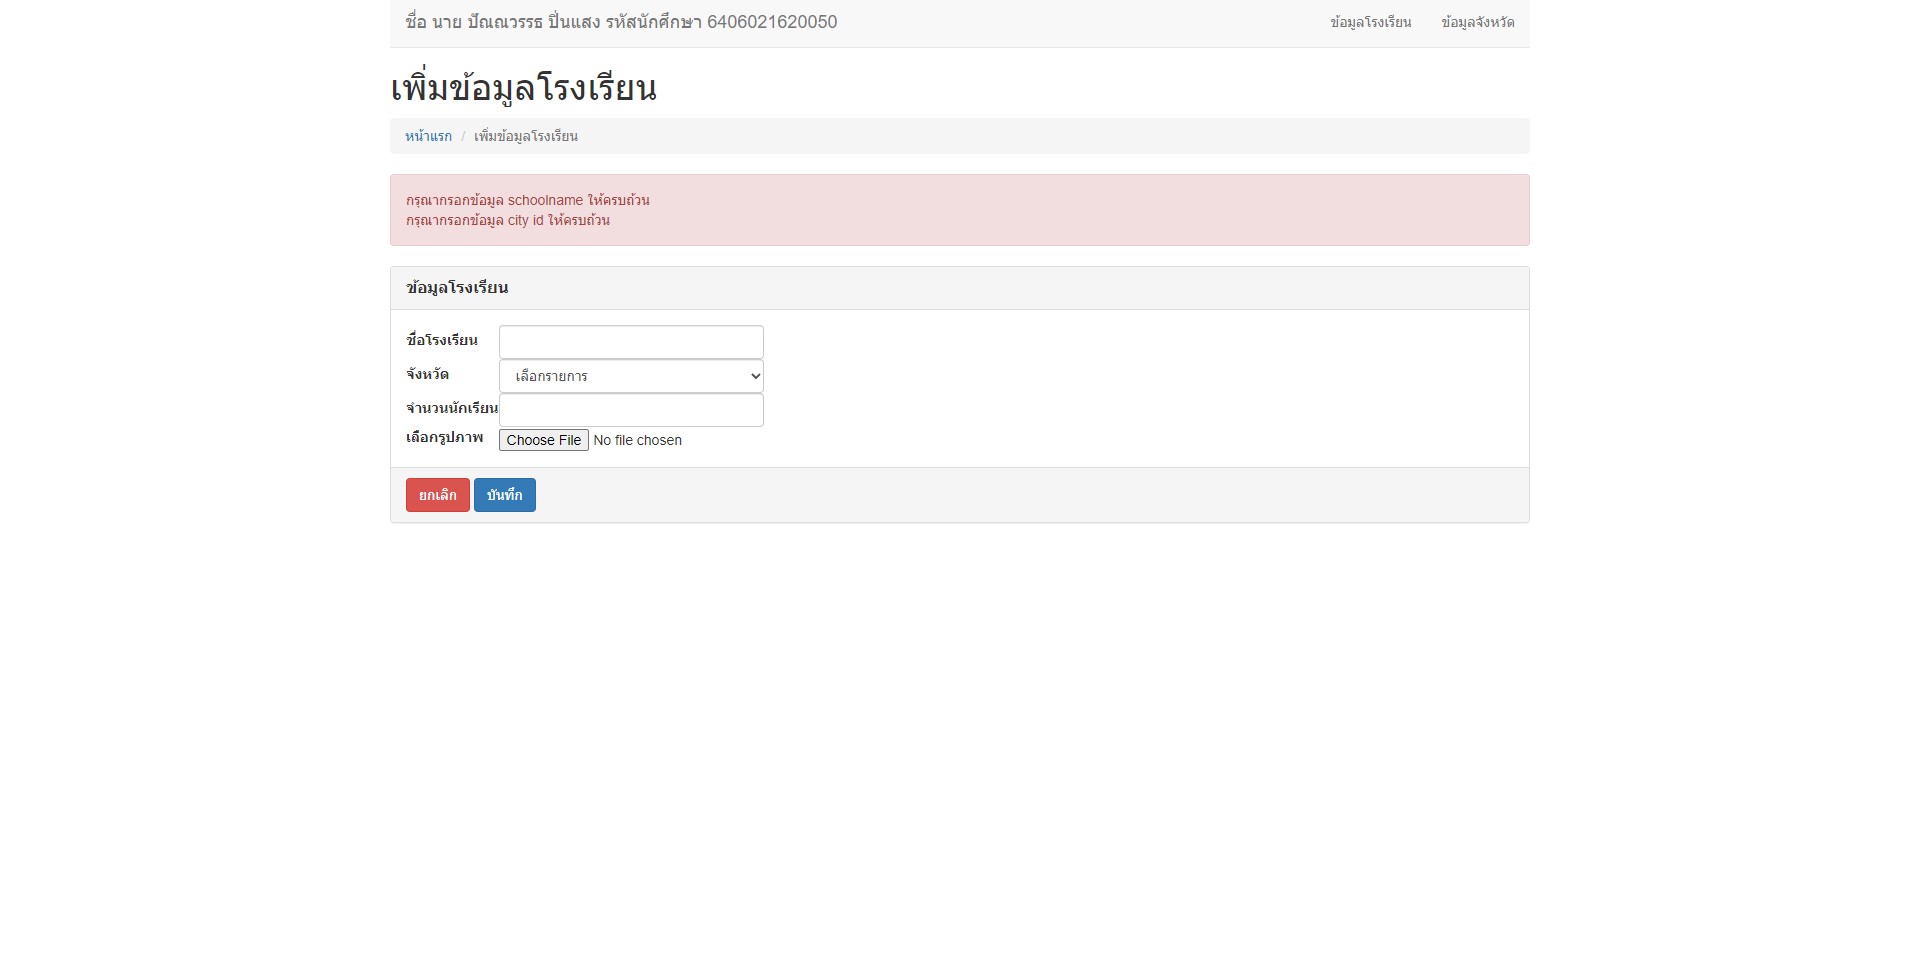 ชื่อ นาย ปัณณวรรธ ปิ่นแสง รหัสนักศึกษา 6406021620050
ข้อมูลโรงเรียน
ข้อมูลจังหวัด
เพิ่มข้อมูลโรงเรียน
หน้าแรก / เพิ่มข้อมูลโรงเรียน
กรุณากรอกข้อมูล schoolname ให้ครบถ้วน
กรุณากรอกข้อมูล city id ให้ครบถ้วน
ข้อมูลโรงเรียน
ชื่อโรงเรียน
จังหวัด เลือกรายการ
จำนวนนักเรียน
เลือกรูปภาพ Choose File No file chosen
ยกเลิก บันทึก